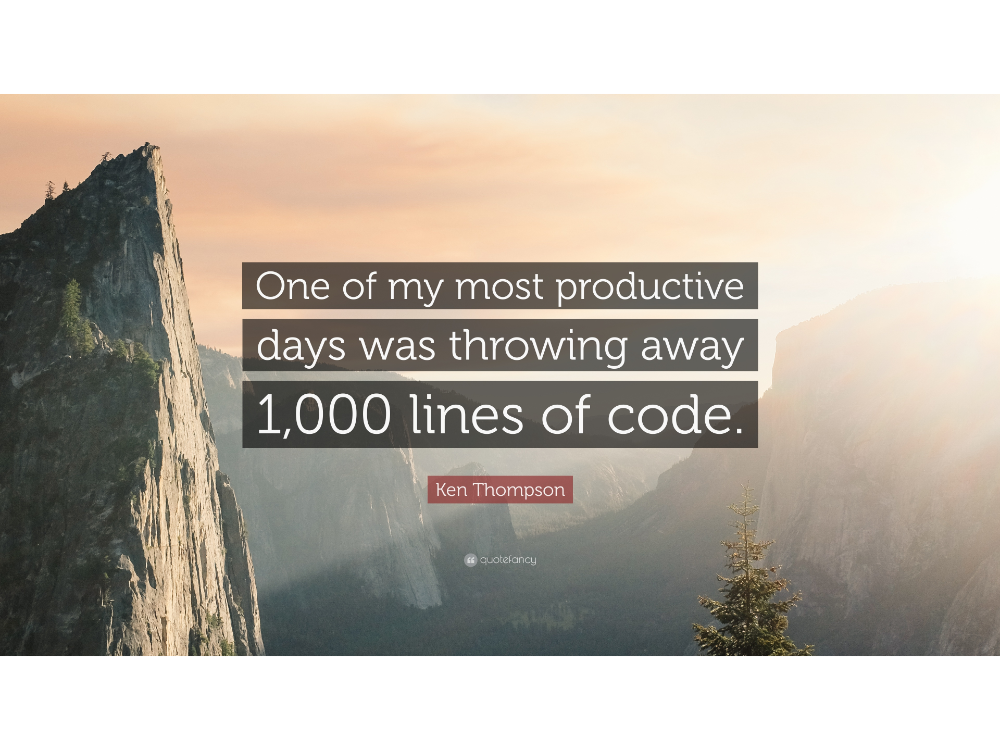 One of my most productive
days was throwing away
1,000 lines of code.
Ken Thompson
quotefancy